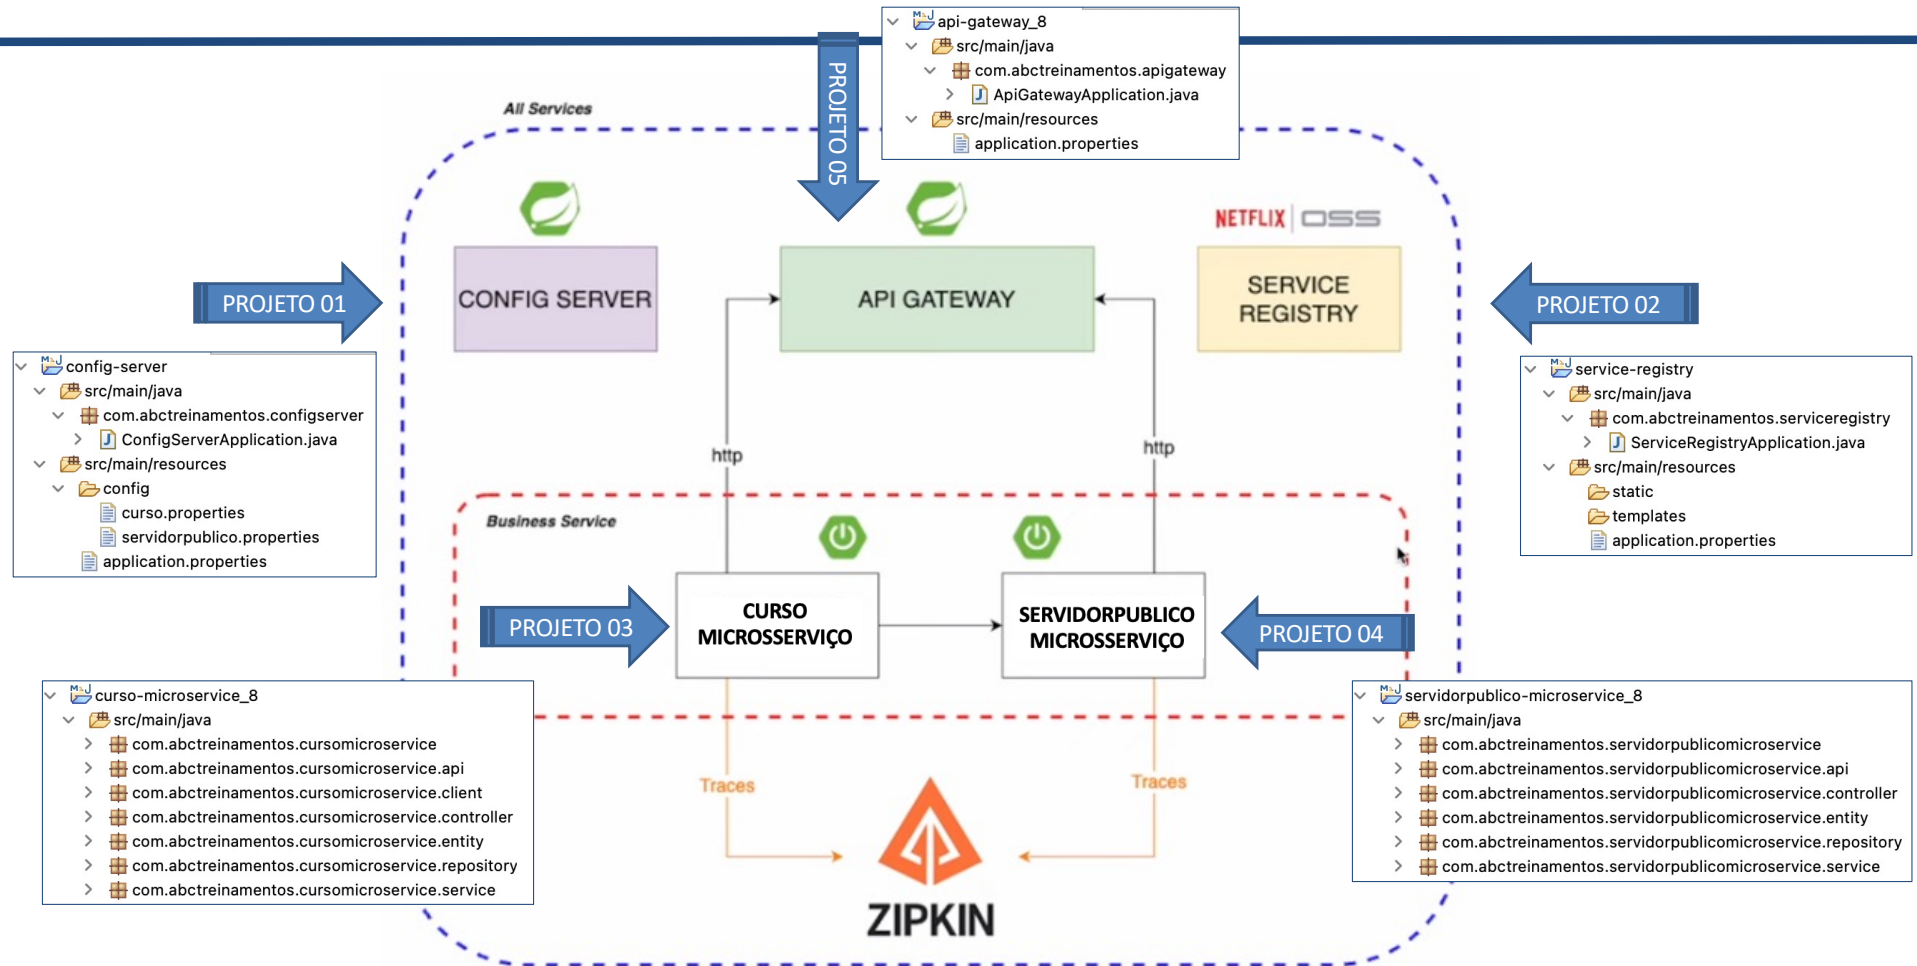 api-gateway_8
src/main/java
com.abctreinamentos.apigateway
ApiGatewayApplication.java
src/main/resources
application.properties
PROJETO 05
All Services
NETFLIX OSS
CONFIG SERVER
API GATEWAY
SERVICE
REGISTRY
PROJETO 01
PROJETO 02
config-server
src/main/java
com.abctreinamentos.configserver
ConfigServerApplication.java
src/main/resources
config
curso.properties
servidorpublico.properties
application.properties
service-registry
src/main/java
com.abctreinamentos.serviceregistry
ServiceRegistryApplication.java
src/main/resources
static
templates
application.properties
http
http
Business Service
PROJETO 03
CURSO
MICROSSERVIÇO
SERVIDORPUBLICO
MICROSSERVIÇO
PROJETO 04
curso-microservice_8
src/main/java
com.abctreinamentos.cursomicroservice
com.abctreinamentos.cursomicroservice.api
com.abctreinamentos.cursomicroservice.client
com.abctreinamentos.cursomicroservice.controller
com.abctreinamentos.cursomicroservice.entity
com.abctreinamentos.cursomicroservice.repository
com.abctreinamentos.cursomicroservice.service
servidorpublico-microservice_8
src/main/java
com.abctreinamentos.servidorpublicomicroservice
com.abctreinamentos.servidorpublicomicroservice.api
com.abctreinamentos.servidorpublicomicroservice.controller
com.abctreinamentos.servidorpublicomicroservice.entity
com.abctreinamentos.servidorpublicomicroservice.repository
com.abctreinamentos.servidorpublicomicroservice.service
Traces
Traces
ZIPKIN